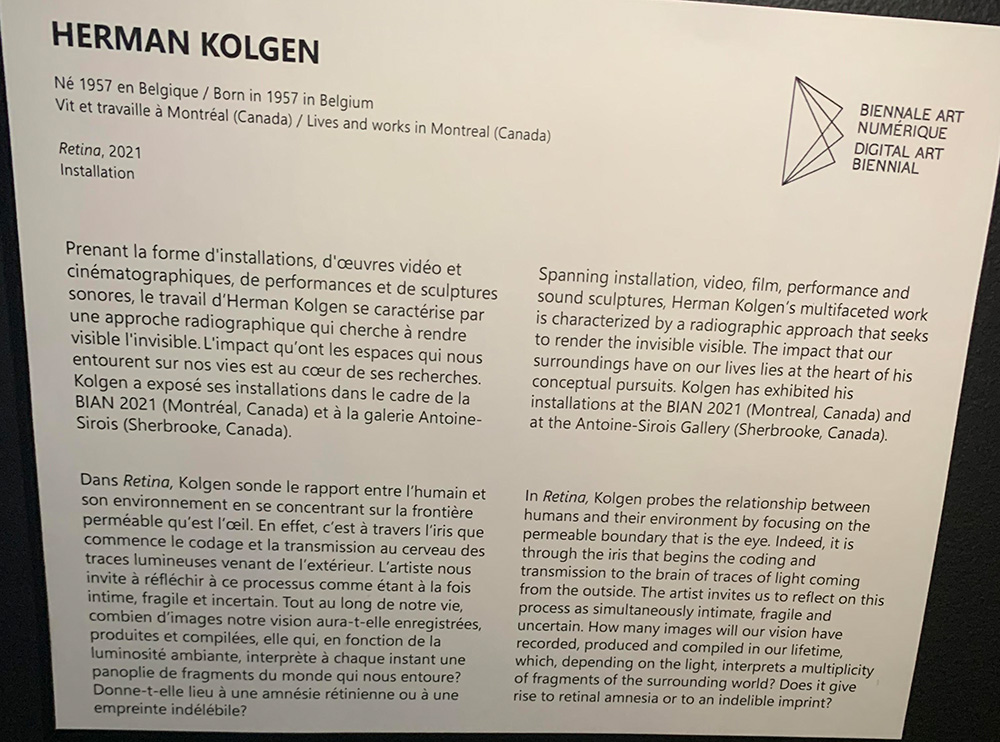 HERMAN KOLGEN
Né 1957 en Belgique / Born in 1957 in Belgium
Vit et travaille à Montréal (Canada) / Lives and works in Montreal (Canada)
Retina, 2021
Installation
BIENNALE ART
NUMÉRIQUE
DIGITAL ART
BIENNIAL
Prenant la forme d'installations, d'œuvres vidéo et
cinématographiques, de performances et de sculptures
sonores, le travail d'Herman Kolgen se caractérise par
une approche radiographique qui cherche à rendre
visible l'invisible. L'impact qu'ont les espaces qui nous
entourent sur nos vies est au cœur de ses recherches.
Kolgen a exposé ses installations dans le cadre de la
BIAN 2021 (Montréal, Canada) et à la galerie Antoine-
Sirois (Sherbrooke, Canada).
Dans Retina, Kolgen sonde le rapport entre l'humain et
son environnement en se concentrant sur la frontière
perméable qu'est l'œil. En effet, c'est à travers l'iris que
commence le codage et la transmission au cerveau des
traces lumineuses venant de l'extérieur. L'artiste nous
invite à réfléchir à ce processus comme étant à la fois
intime, fragile et incertain. Tout au long de notre vie,
combien d'images notre vision aura-t-elle enregistrées,
produites et compilées, elle qui, en fonction de la
luminosité ambiante, interprète à chaque instant une
panoplie de fragments du monde qui nous entoure?
Donne-t-elle lieu à une amnésie rétinienne ou à une
empreinte indélébile?
Spanning installation, video, film, performance and
sound sculptures, Herman Kolgen's multifaceted work
is characterized by a radiographic approach that seeks
to render the invisible visible. The impact that our
surroundings have on our lives lies at the heart of his
conceptual pursuits. Kolgen has exhibited his
installations at the BIAN 2021 (Montreal, Canada) and
at the Antoine-Sirois Gallery (Sherbrooke, Canada).
In Retina, Kolgen probes the relationship between
humans and their environment by focusing on the
permeable boundary that is the eye. Indeed, it is
through the iris that begins the coding and
transmission to the brain of traces of light coming
from the outside. The artist invites us to reflect on this
process as simultaneously intimate, fragile and
uncertain. How many images will our vision have
recorded, produced and compiled in our lifetime,
which, depending on the light, interprets a multiplicity
of fragments of the surrounding world? Does it give
rise to retinal amnesia or to an indelible imprint?